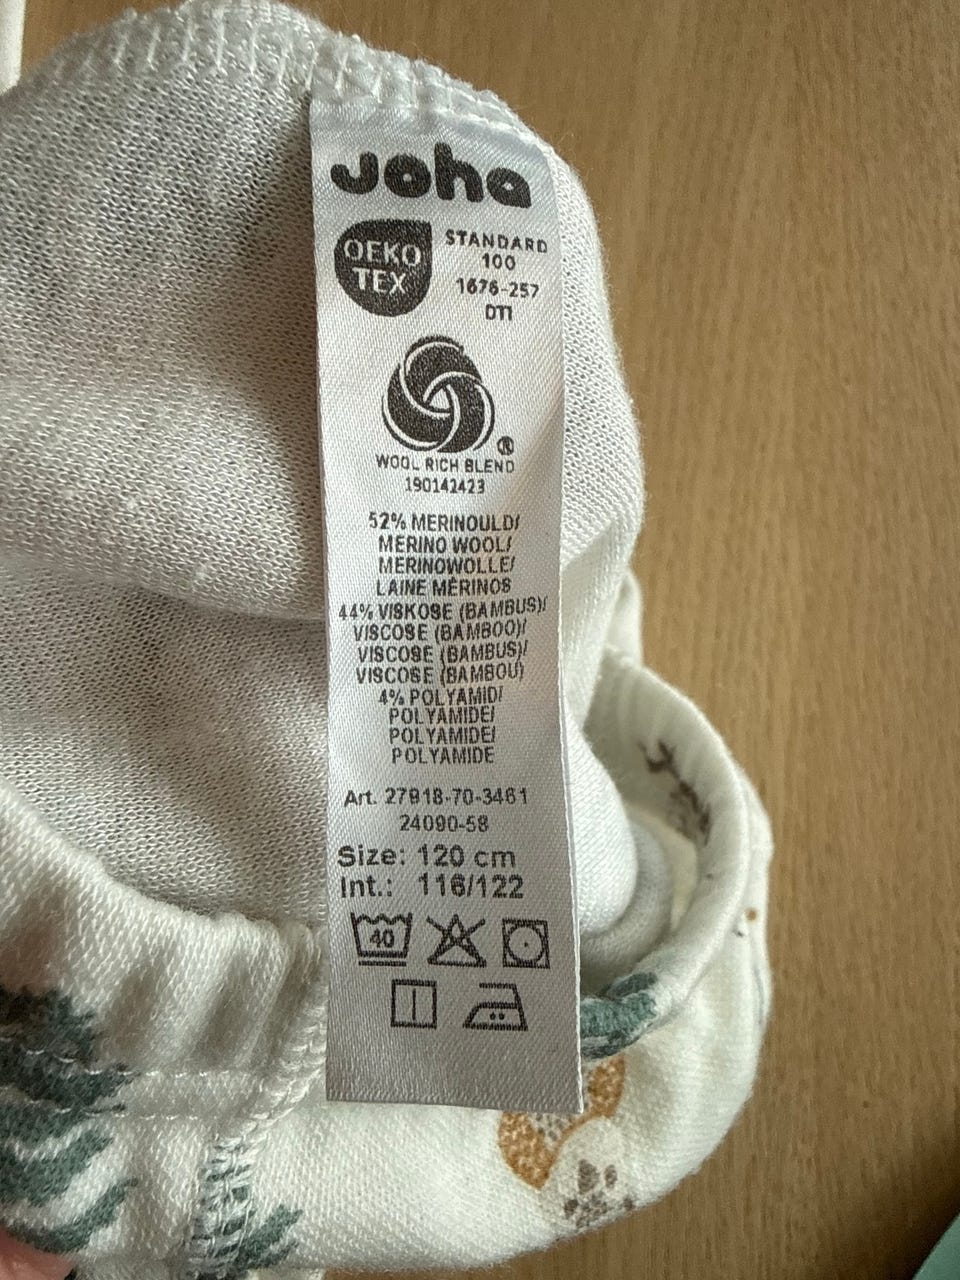 Joha
OEKO
TEX
STANDARD
100
1676-257
DTI
®
WOOL RICH BLEND
190142423
52% MERINOULD/
MERINO WOOL/
MERINOWOLLE/
LAINE MÉRINOS
44% VISKOSE (BAMBUS)/
VISCOSE (BAMBOO)/
VISCOSE (BAMBUS)/
VISCOSE (BAMBOU)
4% POLYAMID/
POLYAMIDE/
POLYAMIDE/
POLYAMIDE
Art. 27918-70-3461
24090-58
Size: 120 cm
Int.: 116/122
40